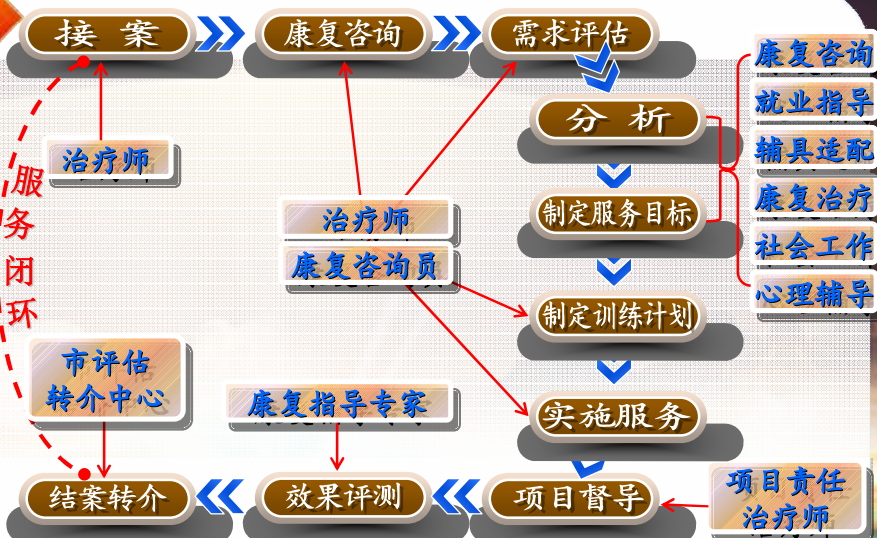 接 案
康复咨询
需求评估
康复咨询
就业指导
辅具适配
康复治疗
社会工作
心理辅导
分 析
治疗师
服务闭环
制定服务目标
治疗师
康复咨询员
制定训练计划
市评估
转介中心
康复指导专家
实施服务
结案转介
效果评测
项目督导
项目责任
治疗师